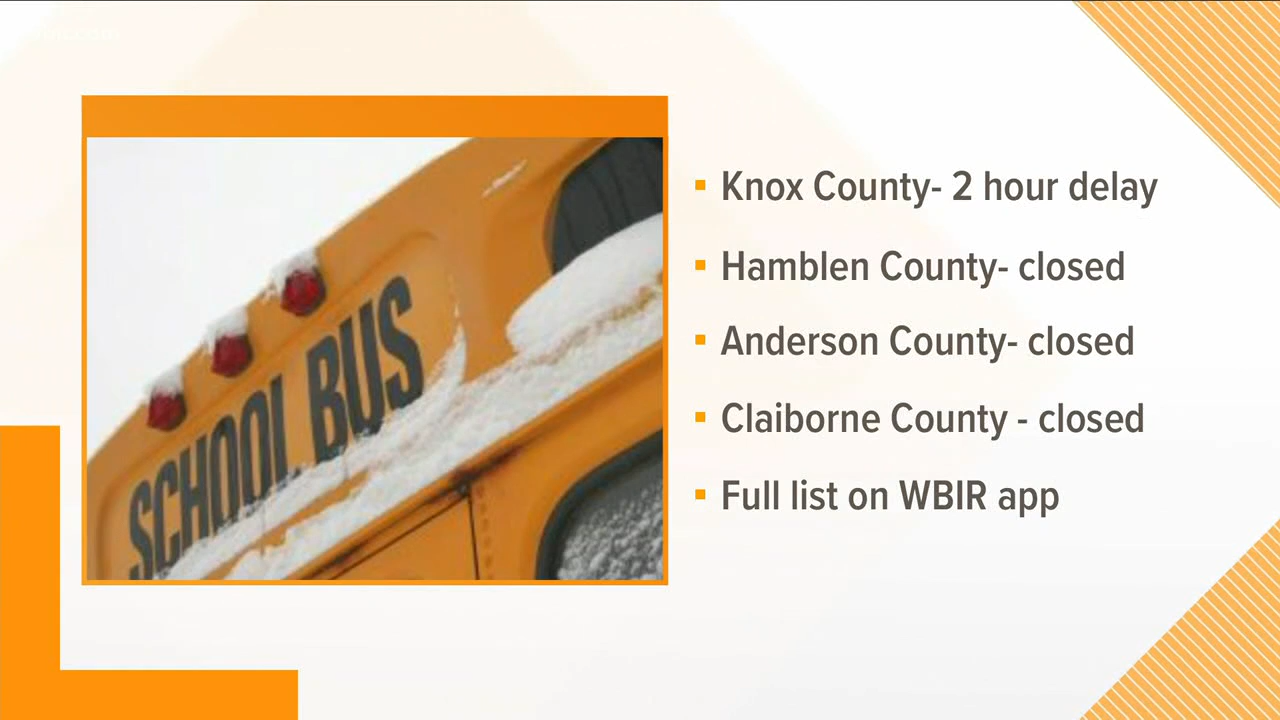 SCHOOL BUS
Knox County- 2 hour delay
Hamblen County- closed
Anderson County- closed
Claiborne County - closed
Full list on WBIR app